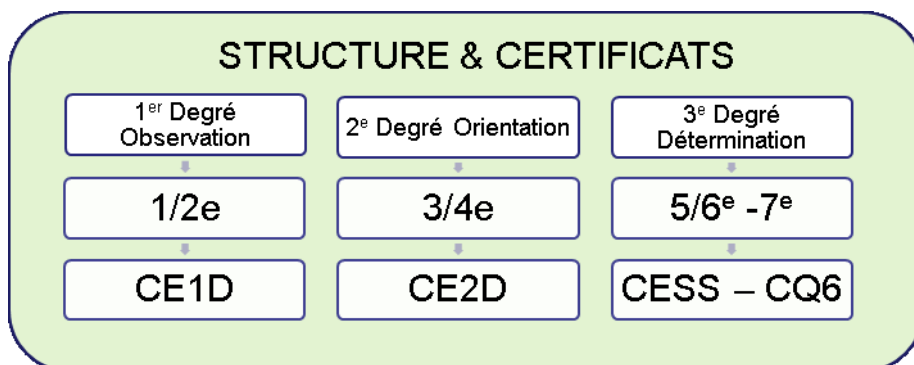 STRUCTURE & CERTIFICATS
1er Degré
Observation
2e Degré Orientation
3e Degré
Détermination
1/2e
3/4e
5/6e -7e
CE1D
CE2D
CESS – CQ6